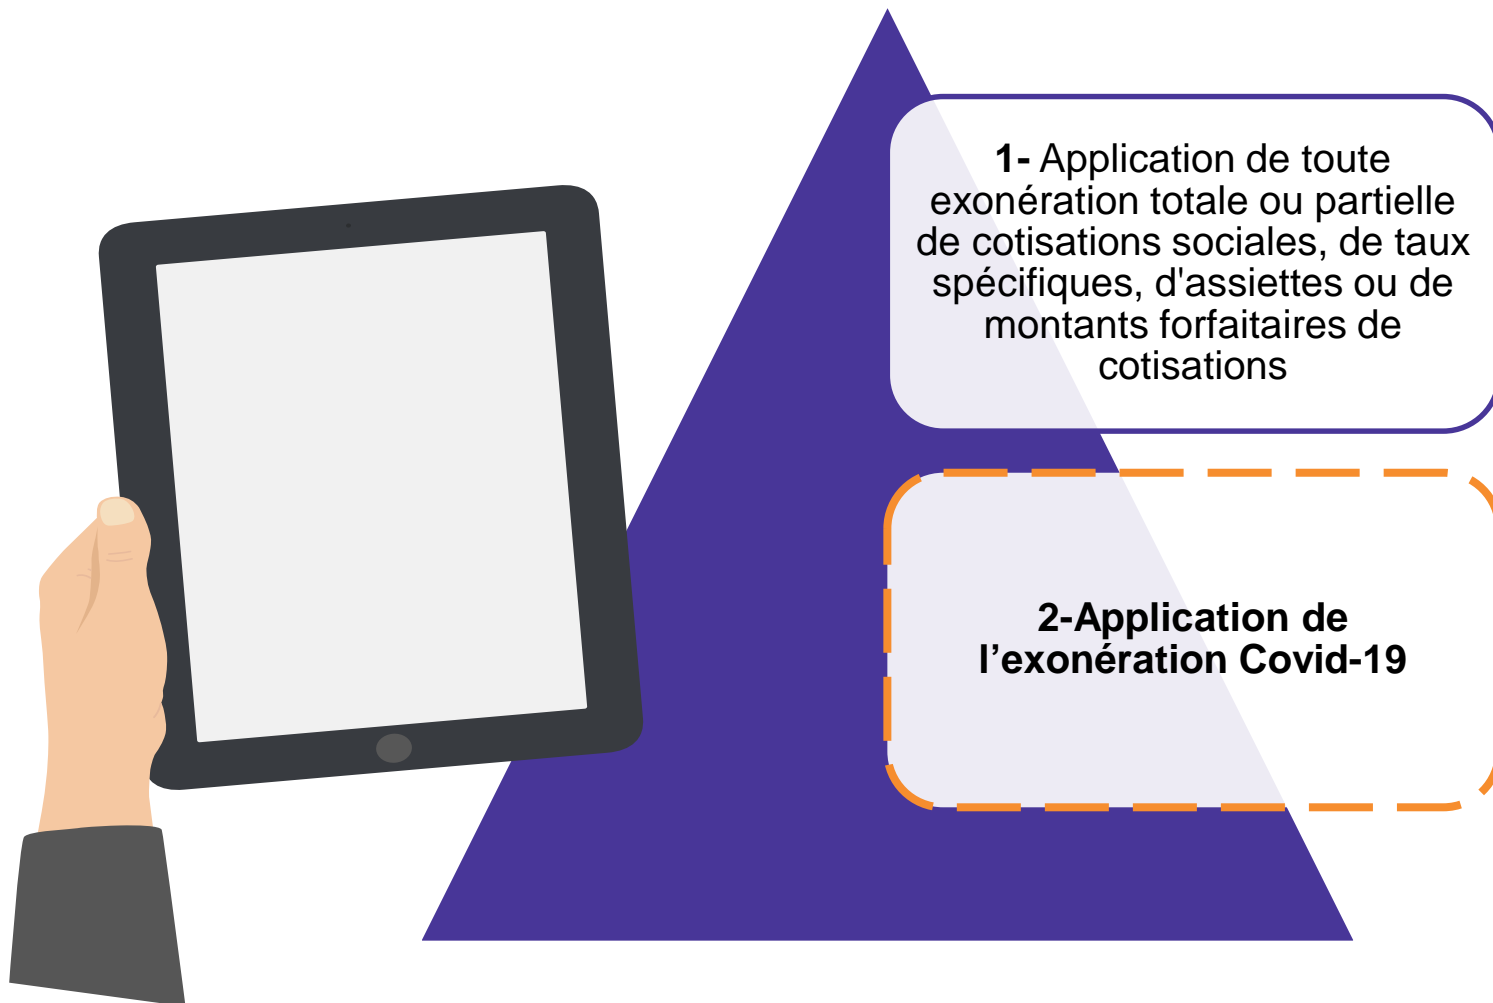 1- Application de toute
exonération totale ou partielle
de cotisations sociales, de taux
spécifiques, d'assiettes ou de
montants forfaitaires de
cotisations
2-Application de
l’exonération Covid-19